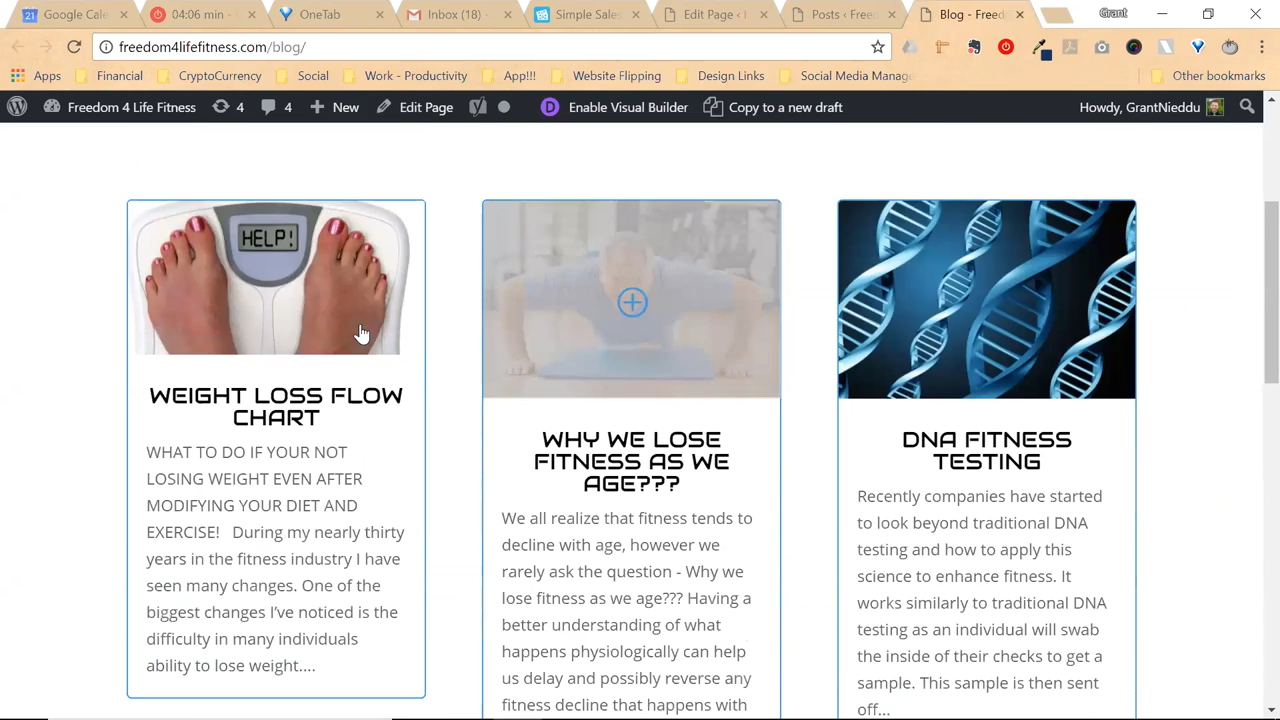 Google Cal
04:06 min -
OneTab
Inbox (18) -
Simple Sales
Edit Page ‹
Posts ‹ Freed
Blog - Freed
Grant
freedom4lifefitness.com/blog/
Apps
Financial
CryptoCurrency
Social
Work - Productivity
App!!!
Website Flipping
Design Links
Social Media Manag
Other bookmarks
Freedom 4 Life Fitness
4
4
New
Edit Page
D
Enable Visual Builder
Copy to a new draft
Howdy, GrantNieddu
HELP!
WEIGHT LOSS FLOW
CHART
WHAT TO DO IF YOUR NOT
LOSING WEIGHT EVEN AFTER
MODIFYING YOUR DIET AND
EXERCISE!   During my nearly thirty
years in the fitness industry I have
seen many changes. One of the
biggest changes I've noticed is the
difficulty in many individuals
ability to lose weight....
WHY WE LOSE
FITNESS AS WE
AGE???
We all realize that fitness tends to
decline with age, however we
rarely ask the question - Why we
lose fitness as we age??? Having a
better understanding of what
happens physiologically can help
us delay and possibly reverse any
fitness decline that happens with
DNA FITNESS
TESTING
Recently companies have started
to look beyond traditional DNA
testing and how to apply this
science to enhance fitness. It
works similarly to traditional DNA
testing as an individual will swab
the inside of their checks to get a
sample. This sample is then sent
off...